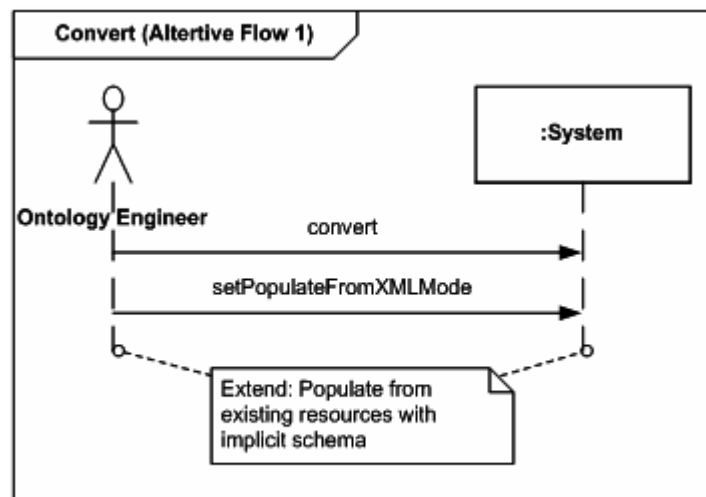 Convert (Altertive Flow 1)
:System
Ontology Engineer
convert
setPopulateFromXMLMode
Extend: Populate from
existing resources with
implicit schema